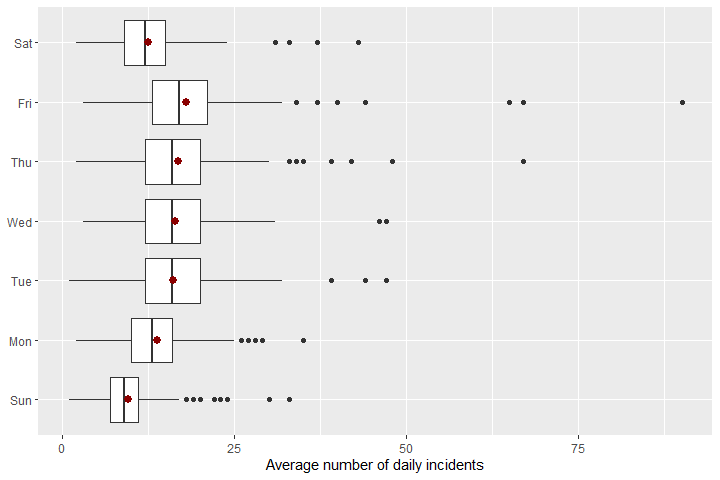 Sat
Fri
Thu
Wed
Tue
Mon
Sun
0 25 50 75
Average number of daily incidents